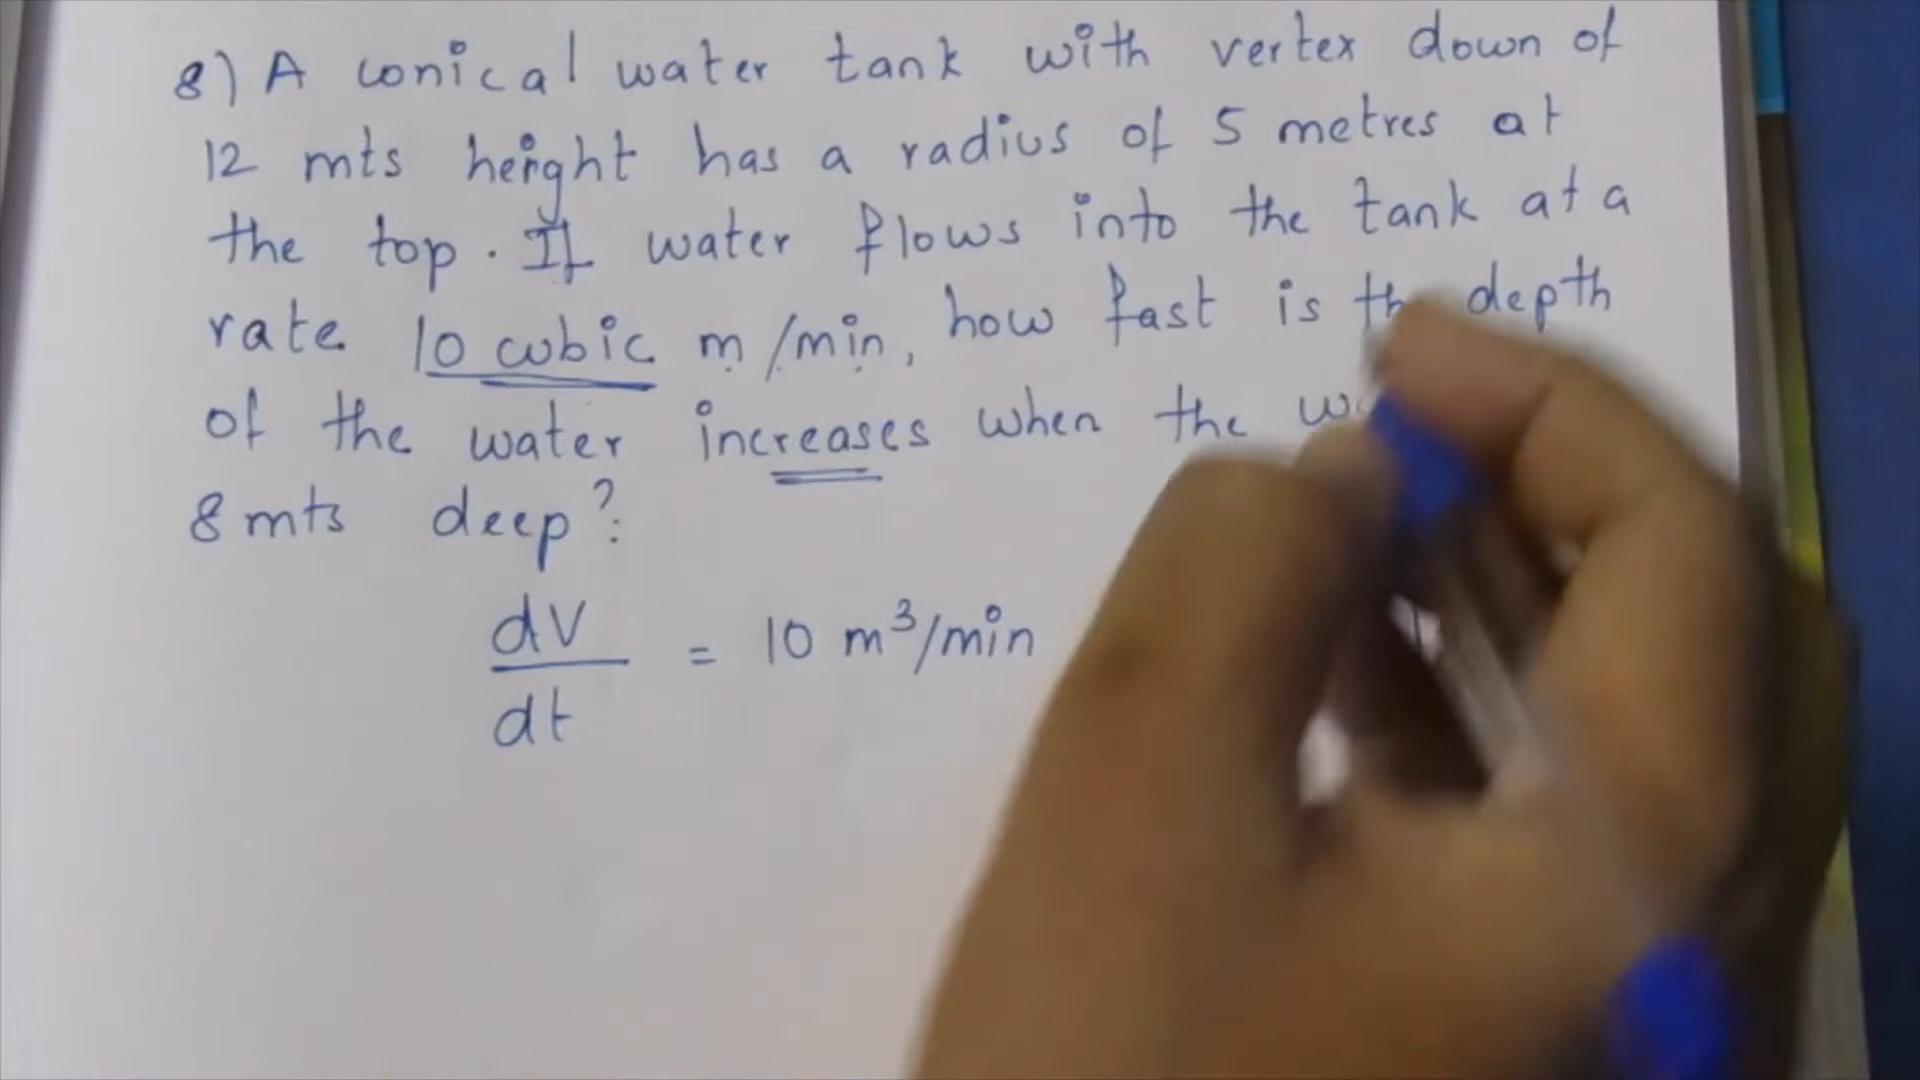 8) A conical water tank with vertex down of
12 mts height has a radius of 5 metres at
the top. If water flows into the tank at a
rate 10 cubic m/min, how fast is the depth
of the water increases when the
8 mts deep?
dV/dt = 10 m³/min